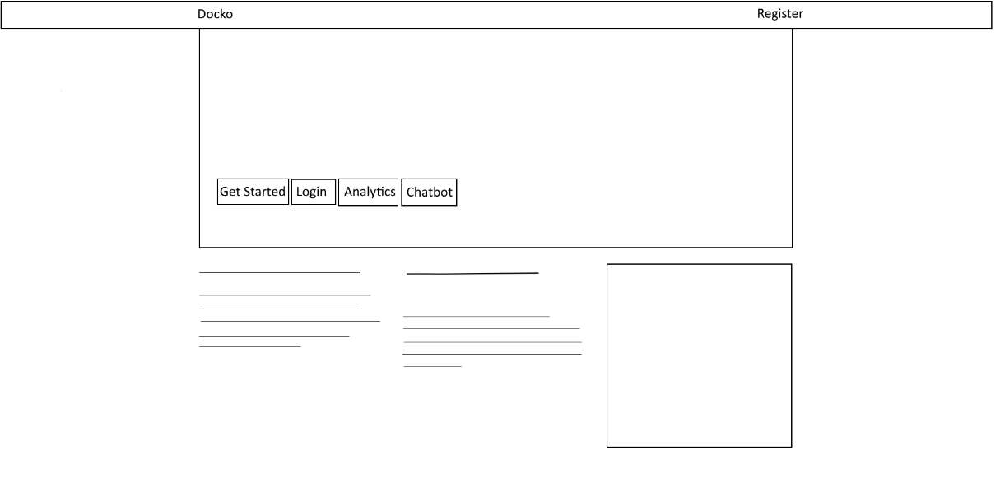 Docko
Register
Get Started
Login
Analytics
Chatbot